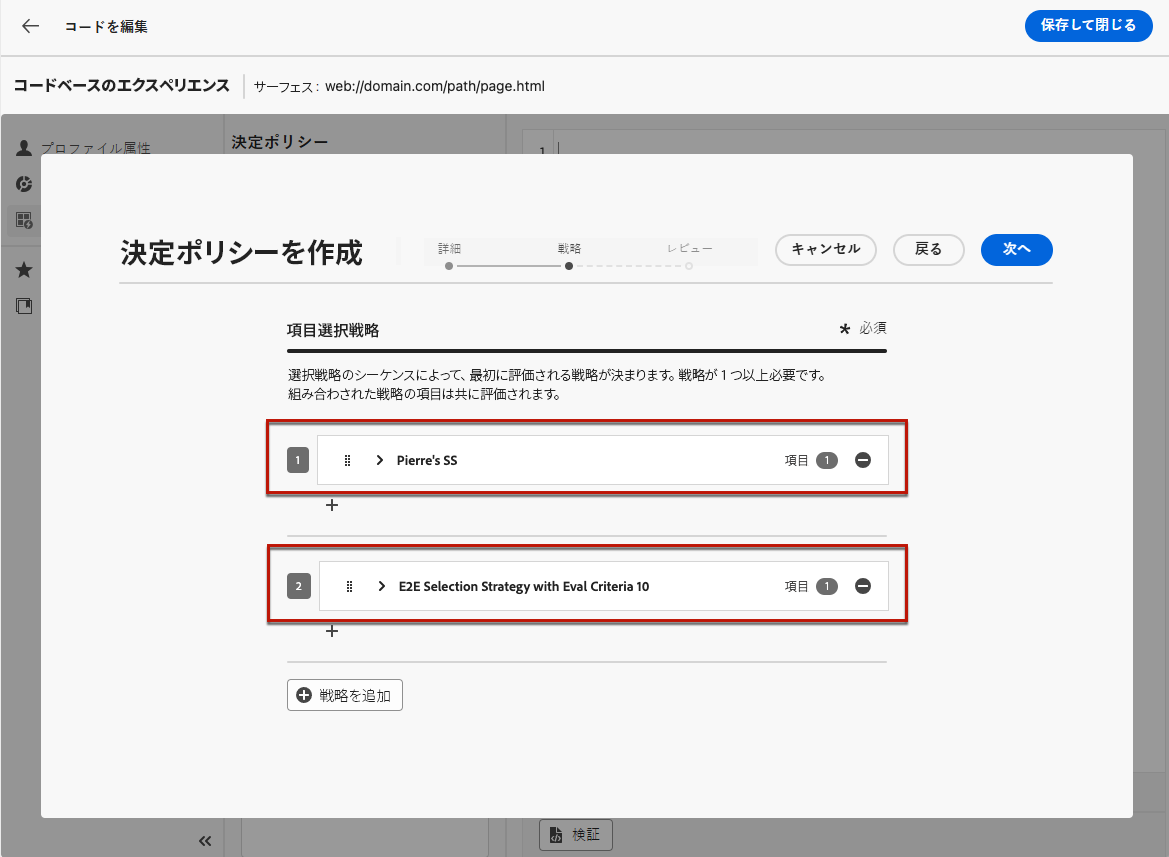 コードを編集
保存して閉じる
コードベースのエクスペリエンス
サーフェス: web://domain.com/path/page.html
プロファイル属性
決定ポリシー
1
決定ポリシーを作成
詳細
戦略
レビュー
キャンセル
戻る
次へ
項目選択戦略
* 必須
選択戦略のシーケンスによって、最初に評価される戦略が決まります。戦略が 1 つ以上必要です。
組み合わされた戦略の項目は共に評価されます。
1 Pierre's SS 項目 1
2 E2E Selection Strategy with Eval Criteria 10 項目 1
戦略を追加
検証